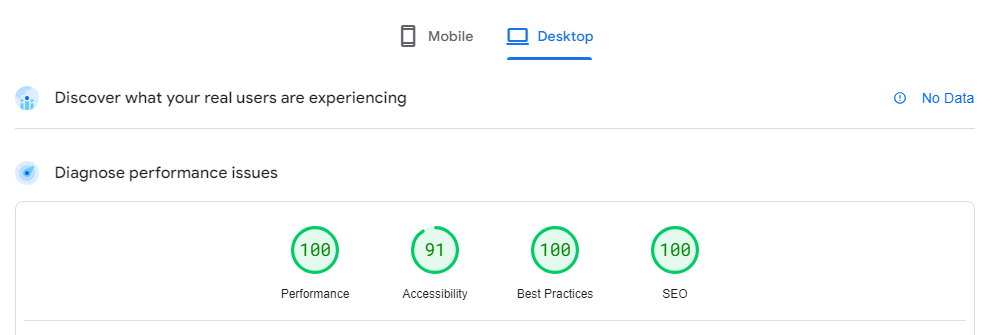 Mobile
Desktop
Discover what your real users are experiencing
No Data
Diagnose performance issues
100
91
100
100
Performance
Accessibility
Best Practices
SEO